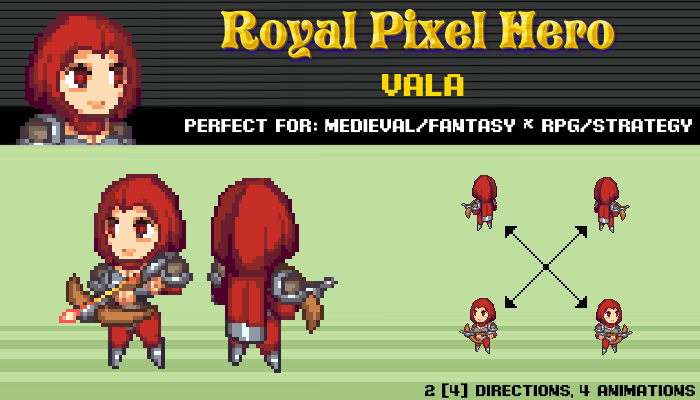 Royal Pixel Hero
VALA
PERFECT FOR: MEDIEVAL/FANTASY * RPG/STRATEGY
2 [4] DIRECTIONS, 4 ANIMATIONS